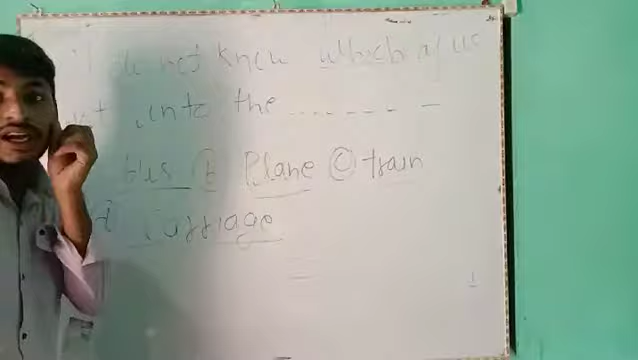 not know which of us
into the ........ - - - -
Bus (b) Plane (c) train
Carriage